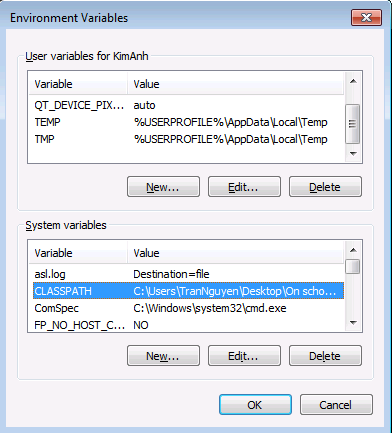 Environment Variables
User variables for KimAnh
Variable Value
QT_DEVICE_PIX... auto
TEMP %USERPROFILE%\AppData\Local\Temp
TMP %USERPROFILE%\AppData\Local\Temp
New... Edit... Delete
System variables
Variable Value
asl.log Destination=file
CLASSPATH C:\Users\TranNguyen\Desktop\On scho...
ComSpec C:\Windows\system32\cmd.exe
FP_NO_HOST_C... NO
New... Edit... Delete
OK Cancel